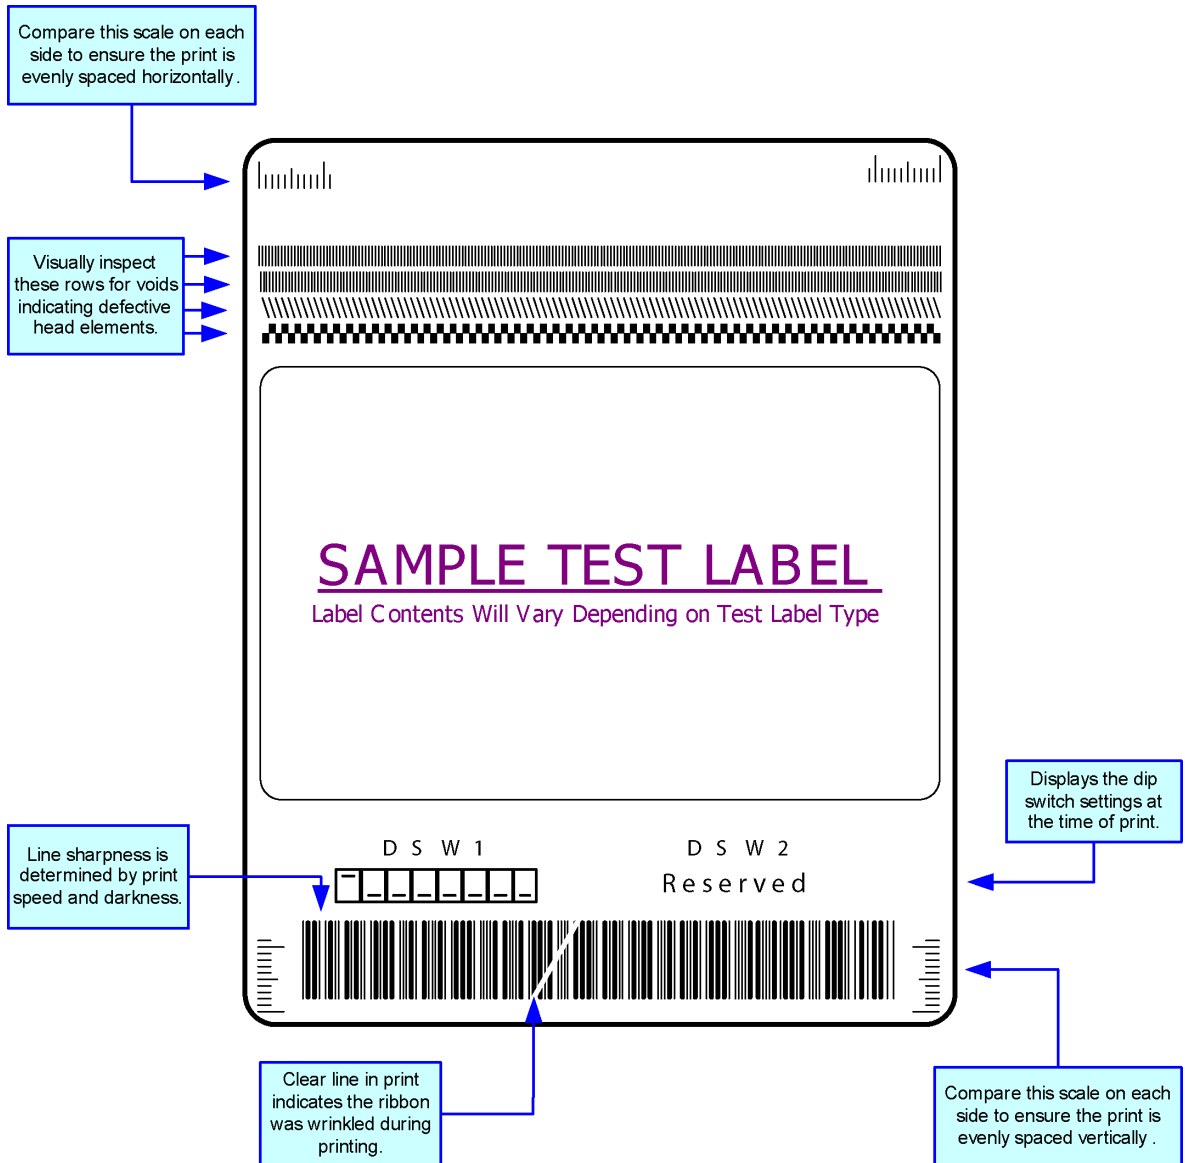 Compare this scale on each
side to ensure the print is
evenly spaced horizontally.
Visually inspect
these rows for voids
indicating defective
head elements.
SAMPLE TEST LABEL
Label Contents Will Vary Depending on Test Label Type
Displays the dip
switch settings at
the time of print.
Line sharpness is
determined by print
speed and darkness.
DSW1
DSW2
Reserved
Clear line in print
indicates the ribbon
was wrinkled during
printing.
Compare this scale on each
side to ensure the print is
evenly spaced vertically.